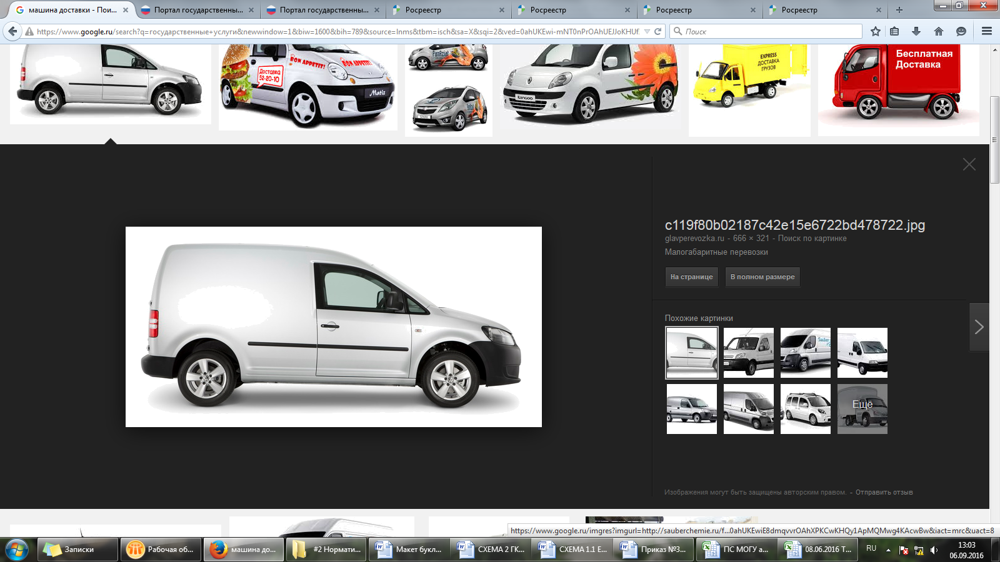 машина доставки - Пои...
Портал государственны...
Портал государственны...
Росреестр
Росреестр
Росреестр
Росреестр
https://www.google.ru/search?q=государственные+услуги&newwindow=1&biw=1600&bih=789&source=lnms&tbm=isch&sa=X&sqi=2&ved=0ahUKEwi-mNT0nPrOAhUEJJoKHUf
Поиск
BON APPETIT!
BON APPETIT!
Доставка
52-20-10
Matiz
PanAziat
KANGOO
EXPRESS
ДОСТАВКА
ГРУЗОВ
Бесплатная
Доставка
c119f80b02187c42e15e6722bd478722.jpg
glavperevozka.ru - 666 × 321 - Поиск по картинке
Малогабаритные перевозки
На странице
В полном размере
Похожие картинки
Sauber
Ещё
Изображения могут быть защищены авторским правом. - Отправить отзыв
https://www.google.ru/imgres?imgurl=http://sauberchemie.ru/f...0ahUKEwiE8dmqvvrOAhXPKCwKHQy1ApMQMwg4KAcwBw&iact=mrc&uact=8
Записки
Рабочая об...
машина до...
#2 Нормати...
Макет букл...
СХЕМА 2 ГК...
СХЕМА 1.1 Е...
Приказ №3...
ПС МОГУ а...
08.06.2016 Т...
RU
13:03
06.09.2016